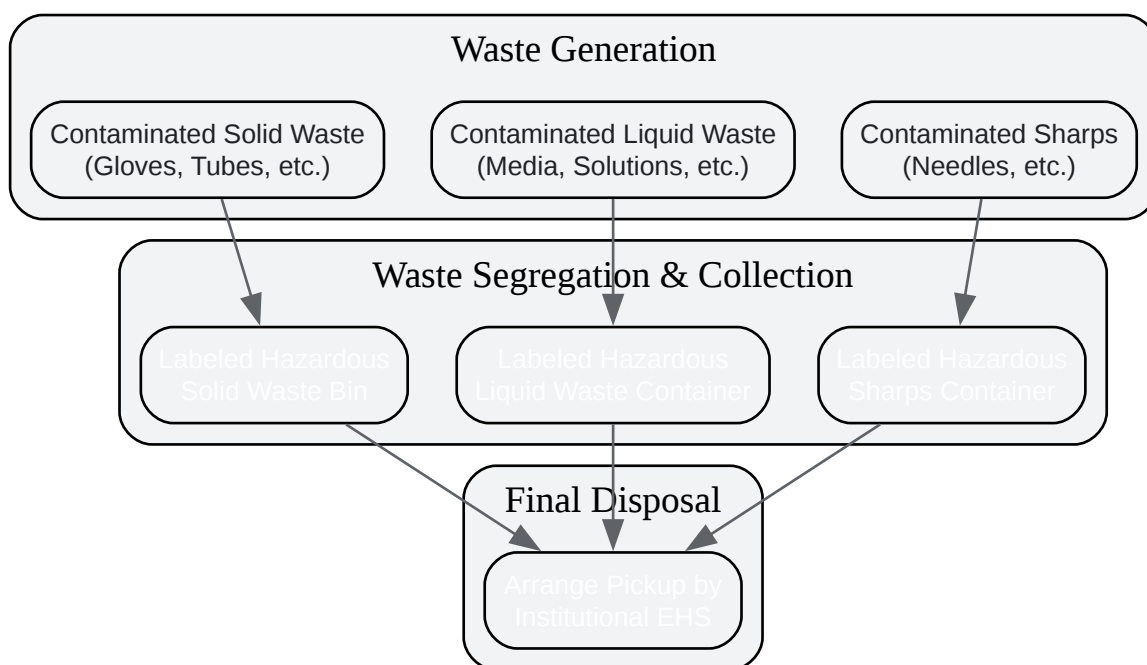 Waste Generation
Contaminated Solid Waste
(Gloves, Tubes, etc.)
Contaminated Liquid Waste
(Media, Solutions, etc.)
Contaminated Sharps
(Needles, etc.)
Waste Segregation & Collection
Labeled Hazardous
Solid Waste Bin
Labeled Hazardous
Liquid Waste Container
Labeled Hazardous
Sharps Container
Final Disposal
Arrange Pickup by
Institutional EHS